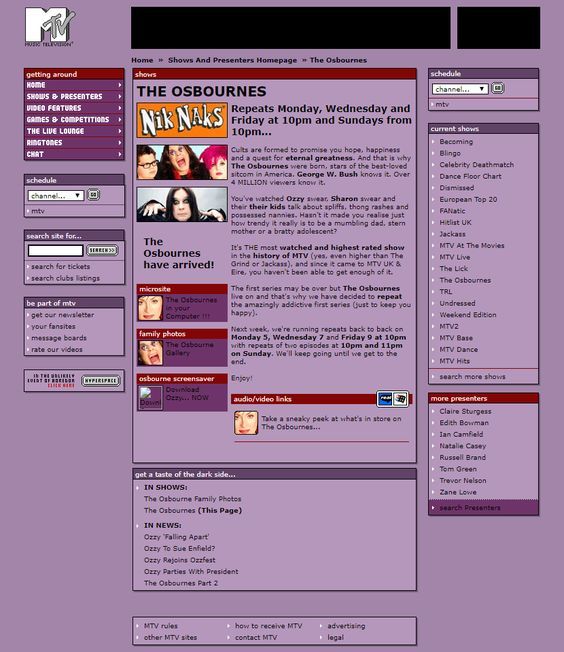 MTV
MUSIC TELEVISION®
Home » Shows And Presenters Homepage » The Osbournes
getting around
HOME
SHOWS & PRESENTERS
VIDEO FEATURES
GAMES & COMPETITIONS
THE LIVE LOUNGE
RINGTONES
CHAT
schedule
channel...
GO
mtv
search site for...
SEARCH >>
search for tickets
search clubs listings
be part of mtv
get our newsletter
your fansites
message boards
rate our videos
IN THE UNLIKELY
EVENT OF BOREDOM
CLICK HERE
HYPERSPACE
shows
THE OSBOURNES
NIK NAKS
The
Osbournes
have arrived!
microsite
The Osbournes
in your
Computer !!!
family photos
The Osbourne
Gallery
osbourne screensaver
Downl
Download
Ozzy... NOW
Repeats Monday, Wednesday and
Friday at 10pm and Sundays from
10pm...
Cults are formed to promise you hope, happiness
and a quest for eternal greatness. And that is why
The Osbournes were born, stars of the best-loved
sitcom in America. George W. Bush knows it. Over
4 MILLION viewers know it.
You've watched Ozzy swear, Sharon swear and
their their kids talk about spliffs, thong rashes and
possessed nannies. Hasn't it made you realise just
how trendy it really is to be a mumbling dad, stern
mother or a bratty adolescent?
It's THE most watched and highest rated show
in the history of MTV (yes, even higher than The
Grind or Jackass), and since it came to MTV UK &
Eire, you haven't been able to get enough of it.
The first series may be over but The Osbournes
live on and that's why we have decided to repeat
the amazingly addictive first series (just to keep you
happy).
Next week, we're running repeats back to back on
Monday 5, Wednesday 7 and Friday 9 at 10pm
with repeats of two episodes at 10pm and 11pm
on Sunday. We'll keep going until we get to the
end.
Enjoy!
audio/video links
real
Take a sneaky peek at what's in store on
The Osbournes...
get a taste of the dark side...
IN SHOWS:
The Osbourne Family Photos
The Osbournes (This Page)
IN NEWS:
Ozzy 'Falling Apart'
Ozzy To Sue Enfield?
Ozzy Rejoins Ozzfest
Ozzy Parties With President
The Osbournes Part 2
MTV rules
how to receive MTV
advertising
other MTV sites
contact MTV
legal
schedule
channel...
GO
mtv
current shows
Becoming
Blingo
Celebrity Deathmatch
Dance Floor Chart
Dismissed
European Top 20
FANatic
Hitlist UK
Jackass
MTV At The Movies
MTV Live
The Lick
The Osbournes
TRL
Undressed
Weekend Edition
MTV2
MTV Base
MTV Dance
MTV Hits
search more shows
more presenters
Claire Sturgess
Edith Bowman
Ian Camfield
Natalie Casey
Russell Brand
Tom Green
Trevor Nelson
Zane Lowe
search Presenters